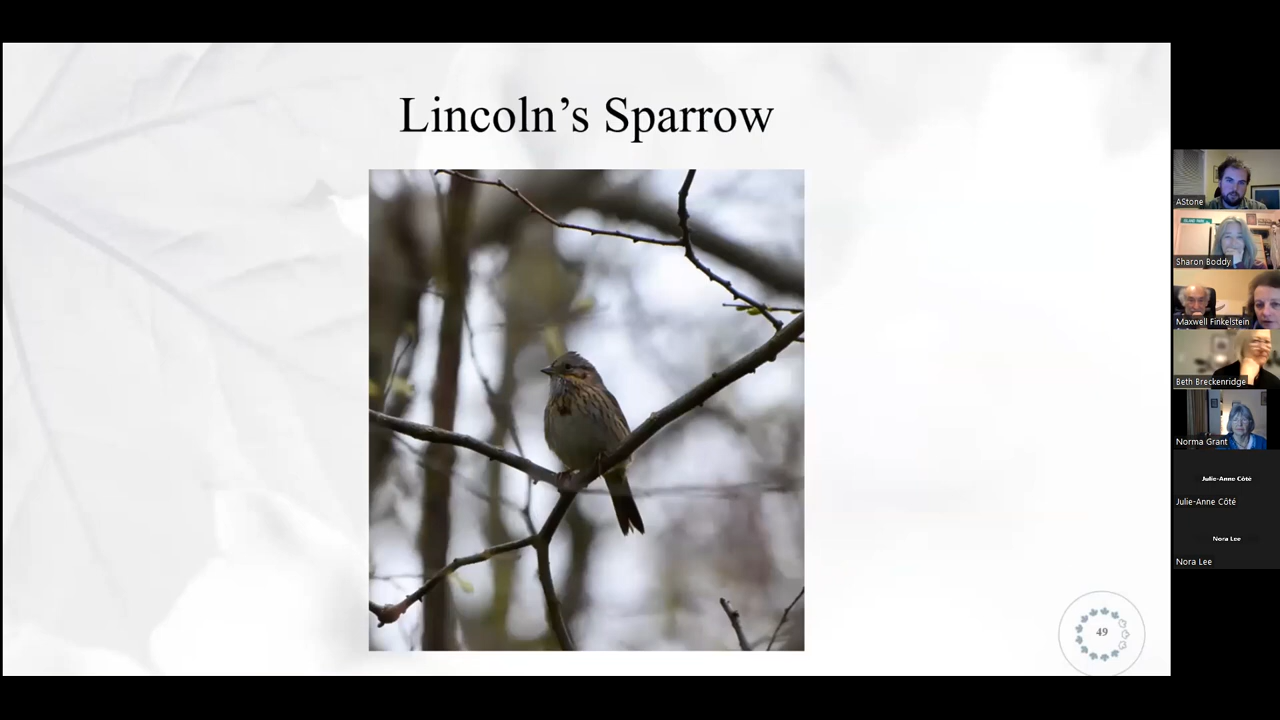 Lincoln’s Sparrow
49
AStone
Sharon Boddy
Maxwell Finkelstein
Beth Breckenridge
Norma Grant
Julie-Anne Côté
Julie-Anne Côté
Nora Lee
Nora Lee